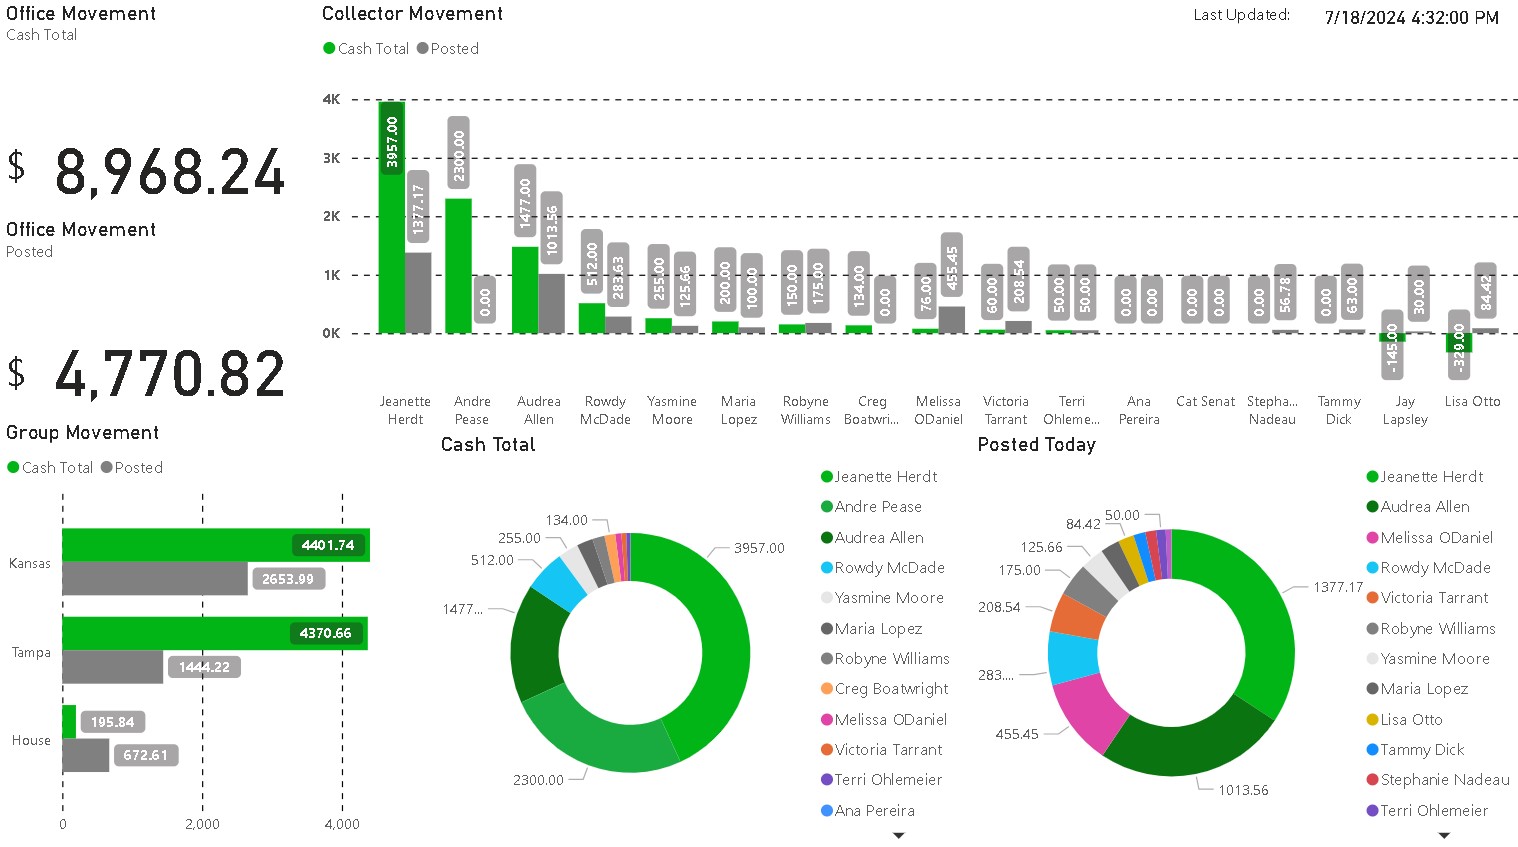 Office Movement
Cash Total
$ 8,968.24
Office Movement
Posted
$ 4,770.82
Collector Movement
Cash Total Posted
Last Updated: 7/18/2024 4:32:00 PM
4K
3K
2K
1K
0K
3957.00
1377.17
2300.00
0.00
1477.00
1013.56
512.00
283.63
255.00
125.66
200.00
100.00
150.00
175.00
134.00
0.00
76.00
455.45
60.00
208.54
50.00
50.00
0.00
0.00
0.00
0.00
0.00
56.78
0.00
63.00
-145.00
30.00
-329.00
84.42
Jeanette
Herdt
Andre
Pease
Audrea
Allen
Rowdy
McDade
Yasmine
Moore
Maria
Lopez
Robyne
Williams
Creg
Boatwri...
Melissa
ODaniel
Victoria
Tarrant
Terri
Ohleme...
Ana
Pereira
Cat Senat
Stepha...
Nadeau
Tammy
Dick
Jay
Lapsley
Lisa Otto
Group Movement
Cash Total Posted
Kansas
4401.74
2653.99
Tampa
4370.66
1444.22
House
195.84
672.61
0
2,000
4,000
Cash Total
134.00
255.00
512.00
1477...
2300.00
3957.00
Jeanette Herdt
Andre Pease
Audrea Allen
Rowdy McDade
Yasmine Moore
Maria Lopez
Robyne Williams
Creg Boatwright
Melissa ODaniel
Victoria Tarrant
Terri Ohlemeier
Ana Pereira
Posted Today
50.00
84.42
125.66
175.00
208.54
283....
455.45
1013.56
1377.17
Jeanette Herdt
Audrea Allen
Melissa ODaniel
Rowdy McDade
Victoria Tarrant
Robyne Williams
Yasmine Moore
Maria Lopez
Lisa Otto
Tammy Dick
Stephanie Nadeau
Terri Ohlemeier